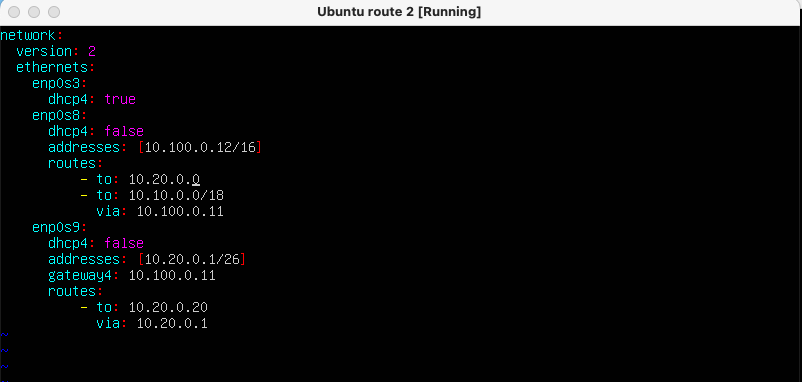 Ubuntu route 2 [Running]
network:
  version: 2
  ethernets:
    enp0s3:
      dhcp4: true
    enp0s8:
      dhcp4: false
      addresses: [10.100.0.12/16]
      routes:
          - to: 10.20.0.0
          - to: 10.10.0.0/18
            via: 10.100.0.11
    enp0s9:
      dhcp4: false
      addresses: [10.20.0.1/26]
      gateway4: 10.100.0.11
      routes:
          - to: 10.20.0.20
            via: 10.20.0.1
~
~
~